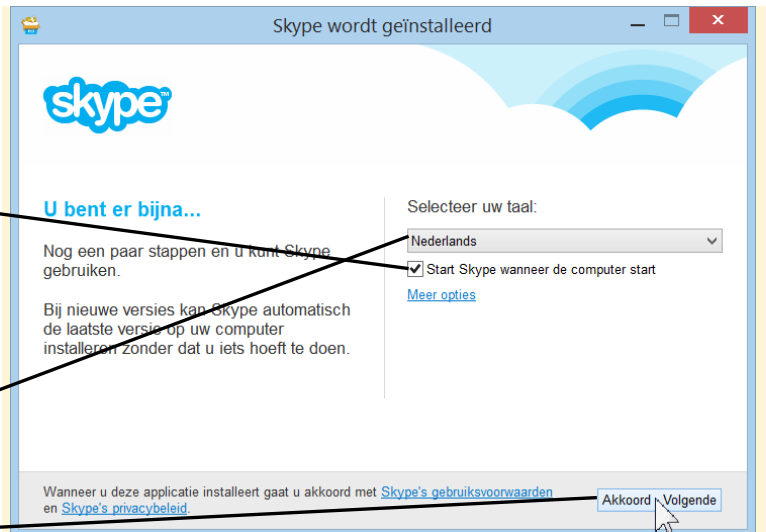 Skype wordt geïnstalleerd
skype™
U bent er bijna...
Nog een paar stappen en u kunt Skype
gebruiken.
Bij nieuwe versies kan Skype automatisch
de laatste versie op uw computer
installeren zonder dat u iets hoeft te doen.
Selecteer uw taal:
Nederlands
Start Skype wanneer de computer start
Meer opties
Wanneer u deze applicatie installeert gaat u akkoord met Skype's gebruiksvoorwaarden
en Skype's privacybeleid.
Akkoord - Volgende